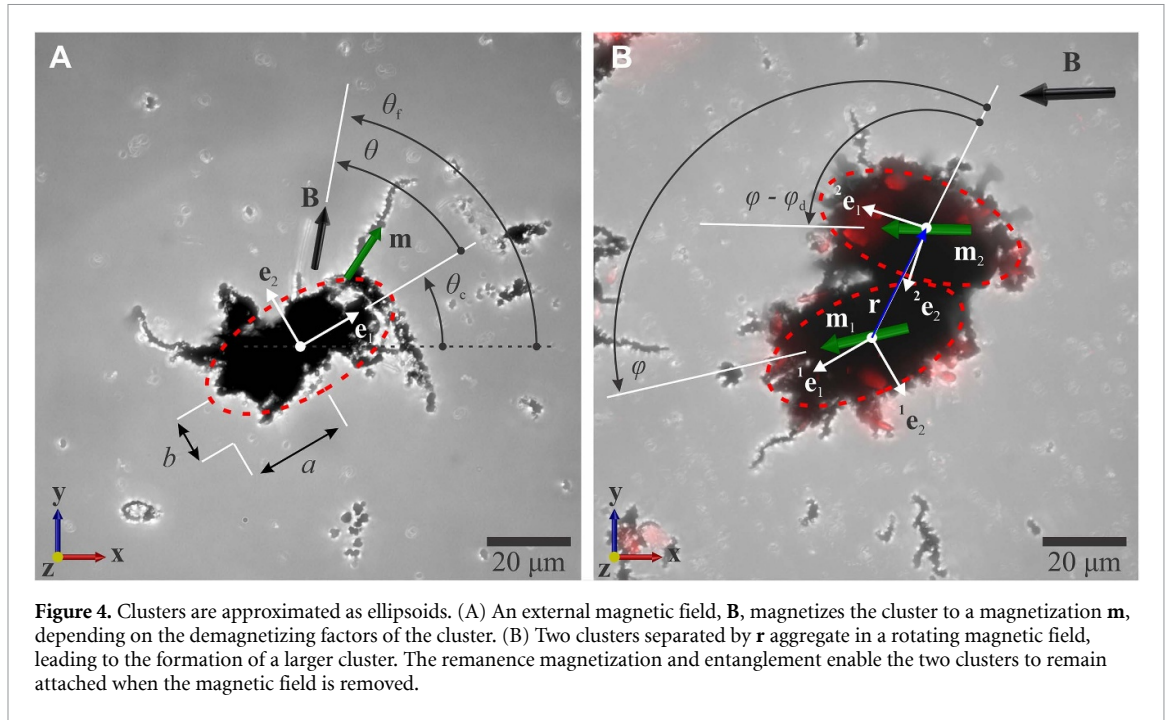 A
θf
θ
B
m
e2
θc
e1
b
a
y
x
z
20 μm
B
B
φ - φd
2e1
m2
2e2
r
m1
φ
1e1
1e2
y
x
z
20 μm
Figure 4. Clusters are approximated as ellipsoids. (A) An external magnetic field, B, magnetizes the cluster to a magnetization m,
depending on the demagnetizing factors of the cluster. (B) Two clusters separated by r aggregate in a rotating magnetic field,
leading to the formation of a larger cluster. The remanence magnetization and entanglement enable the two clusters to remain
attached when the magnetic field is removed.